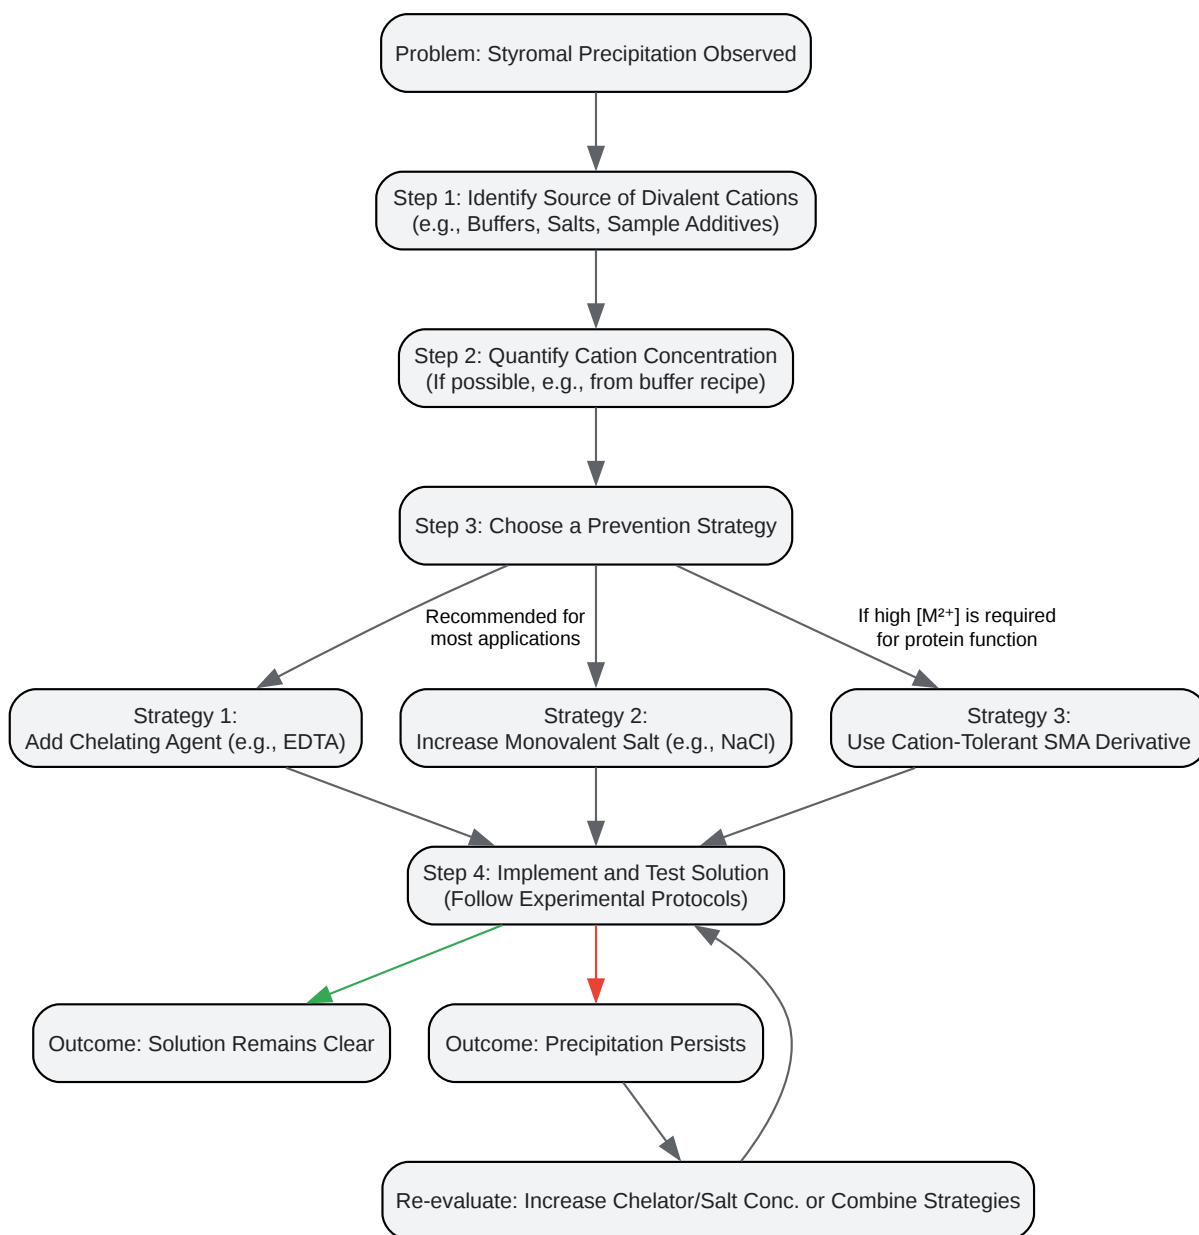 Problem: Styromal Precipitation Observed
Step 1: Identify Source of Divalent Cations
(e.g., Buffers, Salts, Sample Additives)
Step 2: Quantify Cation Concentration
(If possible, e.g., from buffer recipe)
Step 3: Choose a Prevention Strategy
Recommended for
most applications
If high [M²⁺] is required
for protein function
Strategy 1:
Add Chelating Agent (e.g., EDTA)
Strategy 2:
Increase Monovalent Salt (e.g., NaCl)
Strategy 3:
Use Cation-Tolerant SMA Derivative
Step 4: Implement and Test Solution
(Follow Experimental Protocols)
Outcome: Solution Remains Clear
Outcome: Precipitation Persists
Re-evaluate: Increase Chelator/Salt Conc. or Combine Strategies